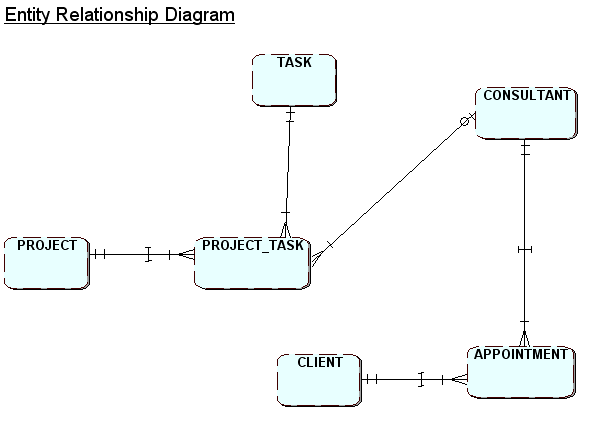 Entity Relationship Diagram
TASK
CONSULTANT
PROJECT
PROJECT_TASK
CLIENT
APPOINTMENT